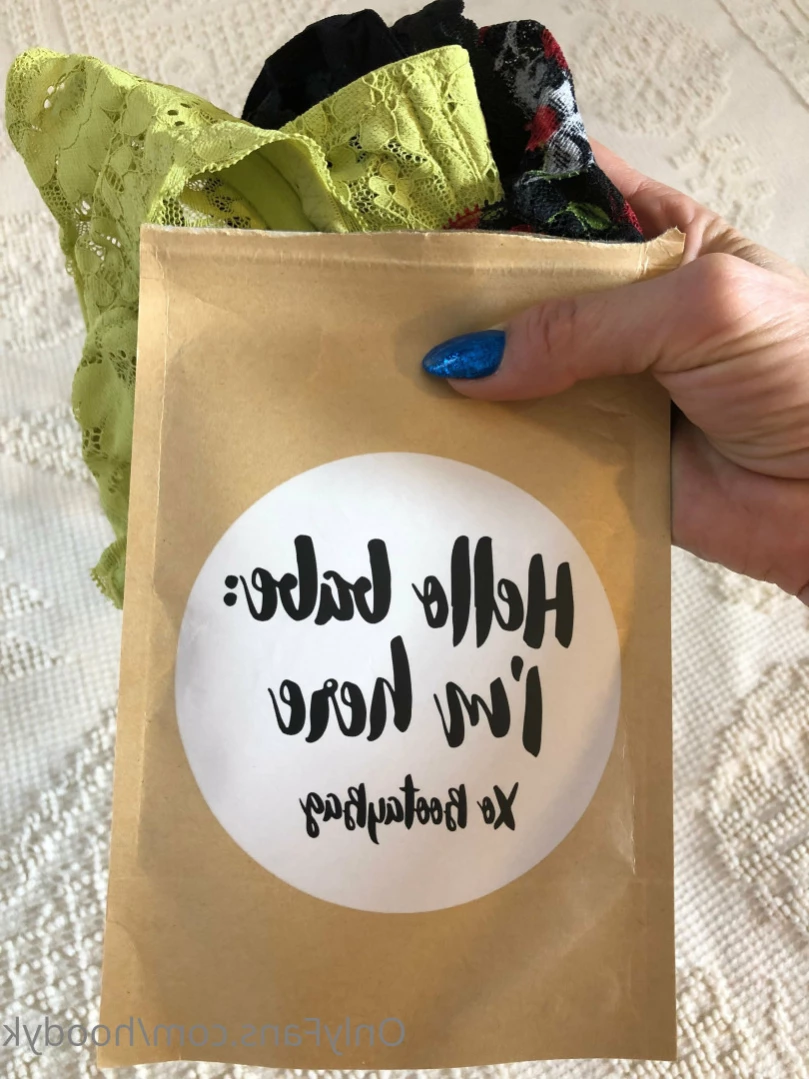 Hello babe:
I'm here
Xo BootayBag
OnlyFans.com/hoodyk